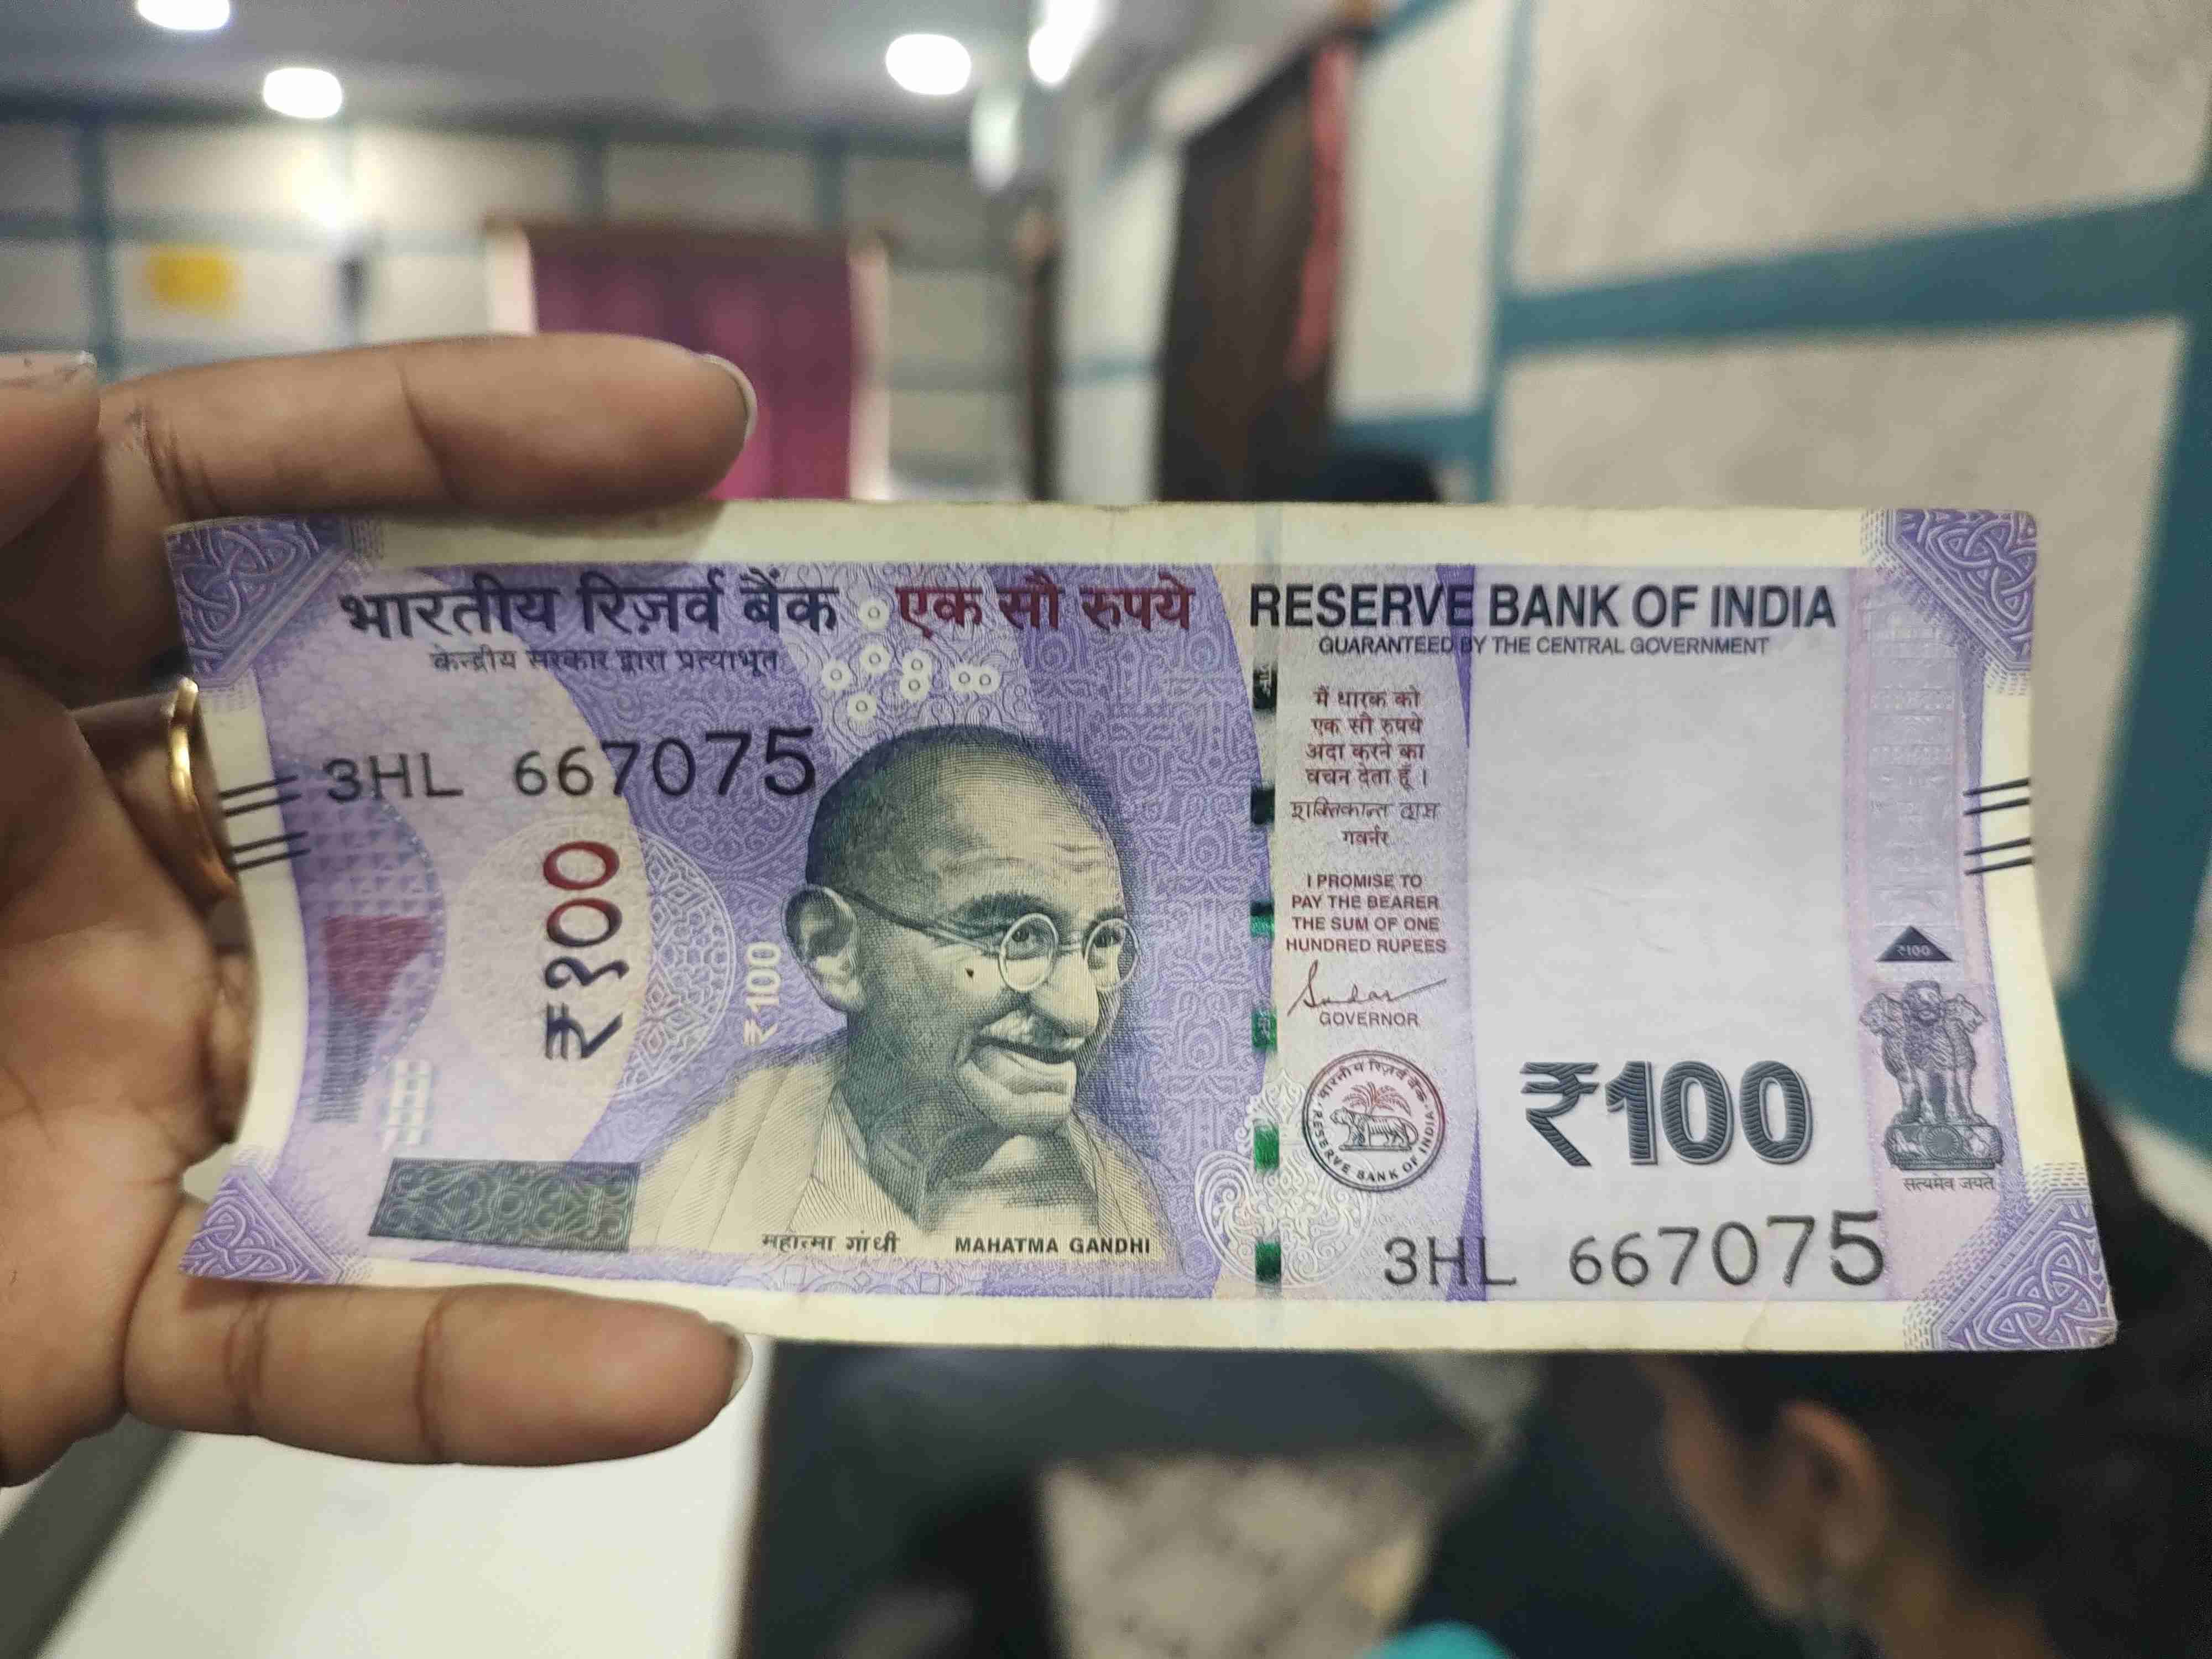 भारतीय रिज़र्व बैंक एक सौ रुपये RESERVE BANK OF INDIA
केन्द्रीय सरकार द्वारा प्रत्याभूत GUARANTEED BY THE CENTRAL GOVERNMENT
3HL 667075
₹१००
₹100
महात्मा गांधी MAHATMA GANDHI
मैं धारक को
एक सौ रुपये
अदा करने का
वचन देता हूँ ।
शक्तिकान्त दास
गवर्नर
I PROMISE TO
PAY THE BEARER
THE SUM OF ONE
HUNDRED RUPEES
GOVERNOR
भारतीय रिज़र्व बैंक
RESERVE BANK OF INDIA
₹100
₹100
सत्यमेव जयते
3HL 667075